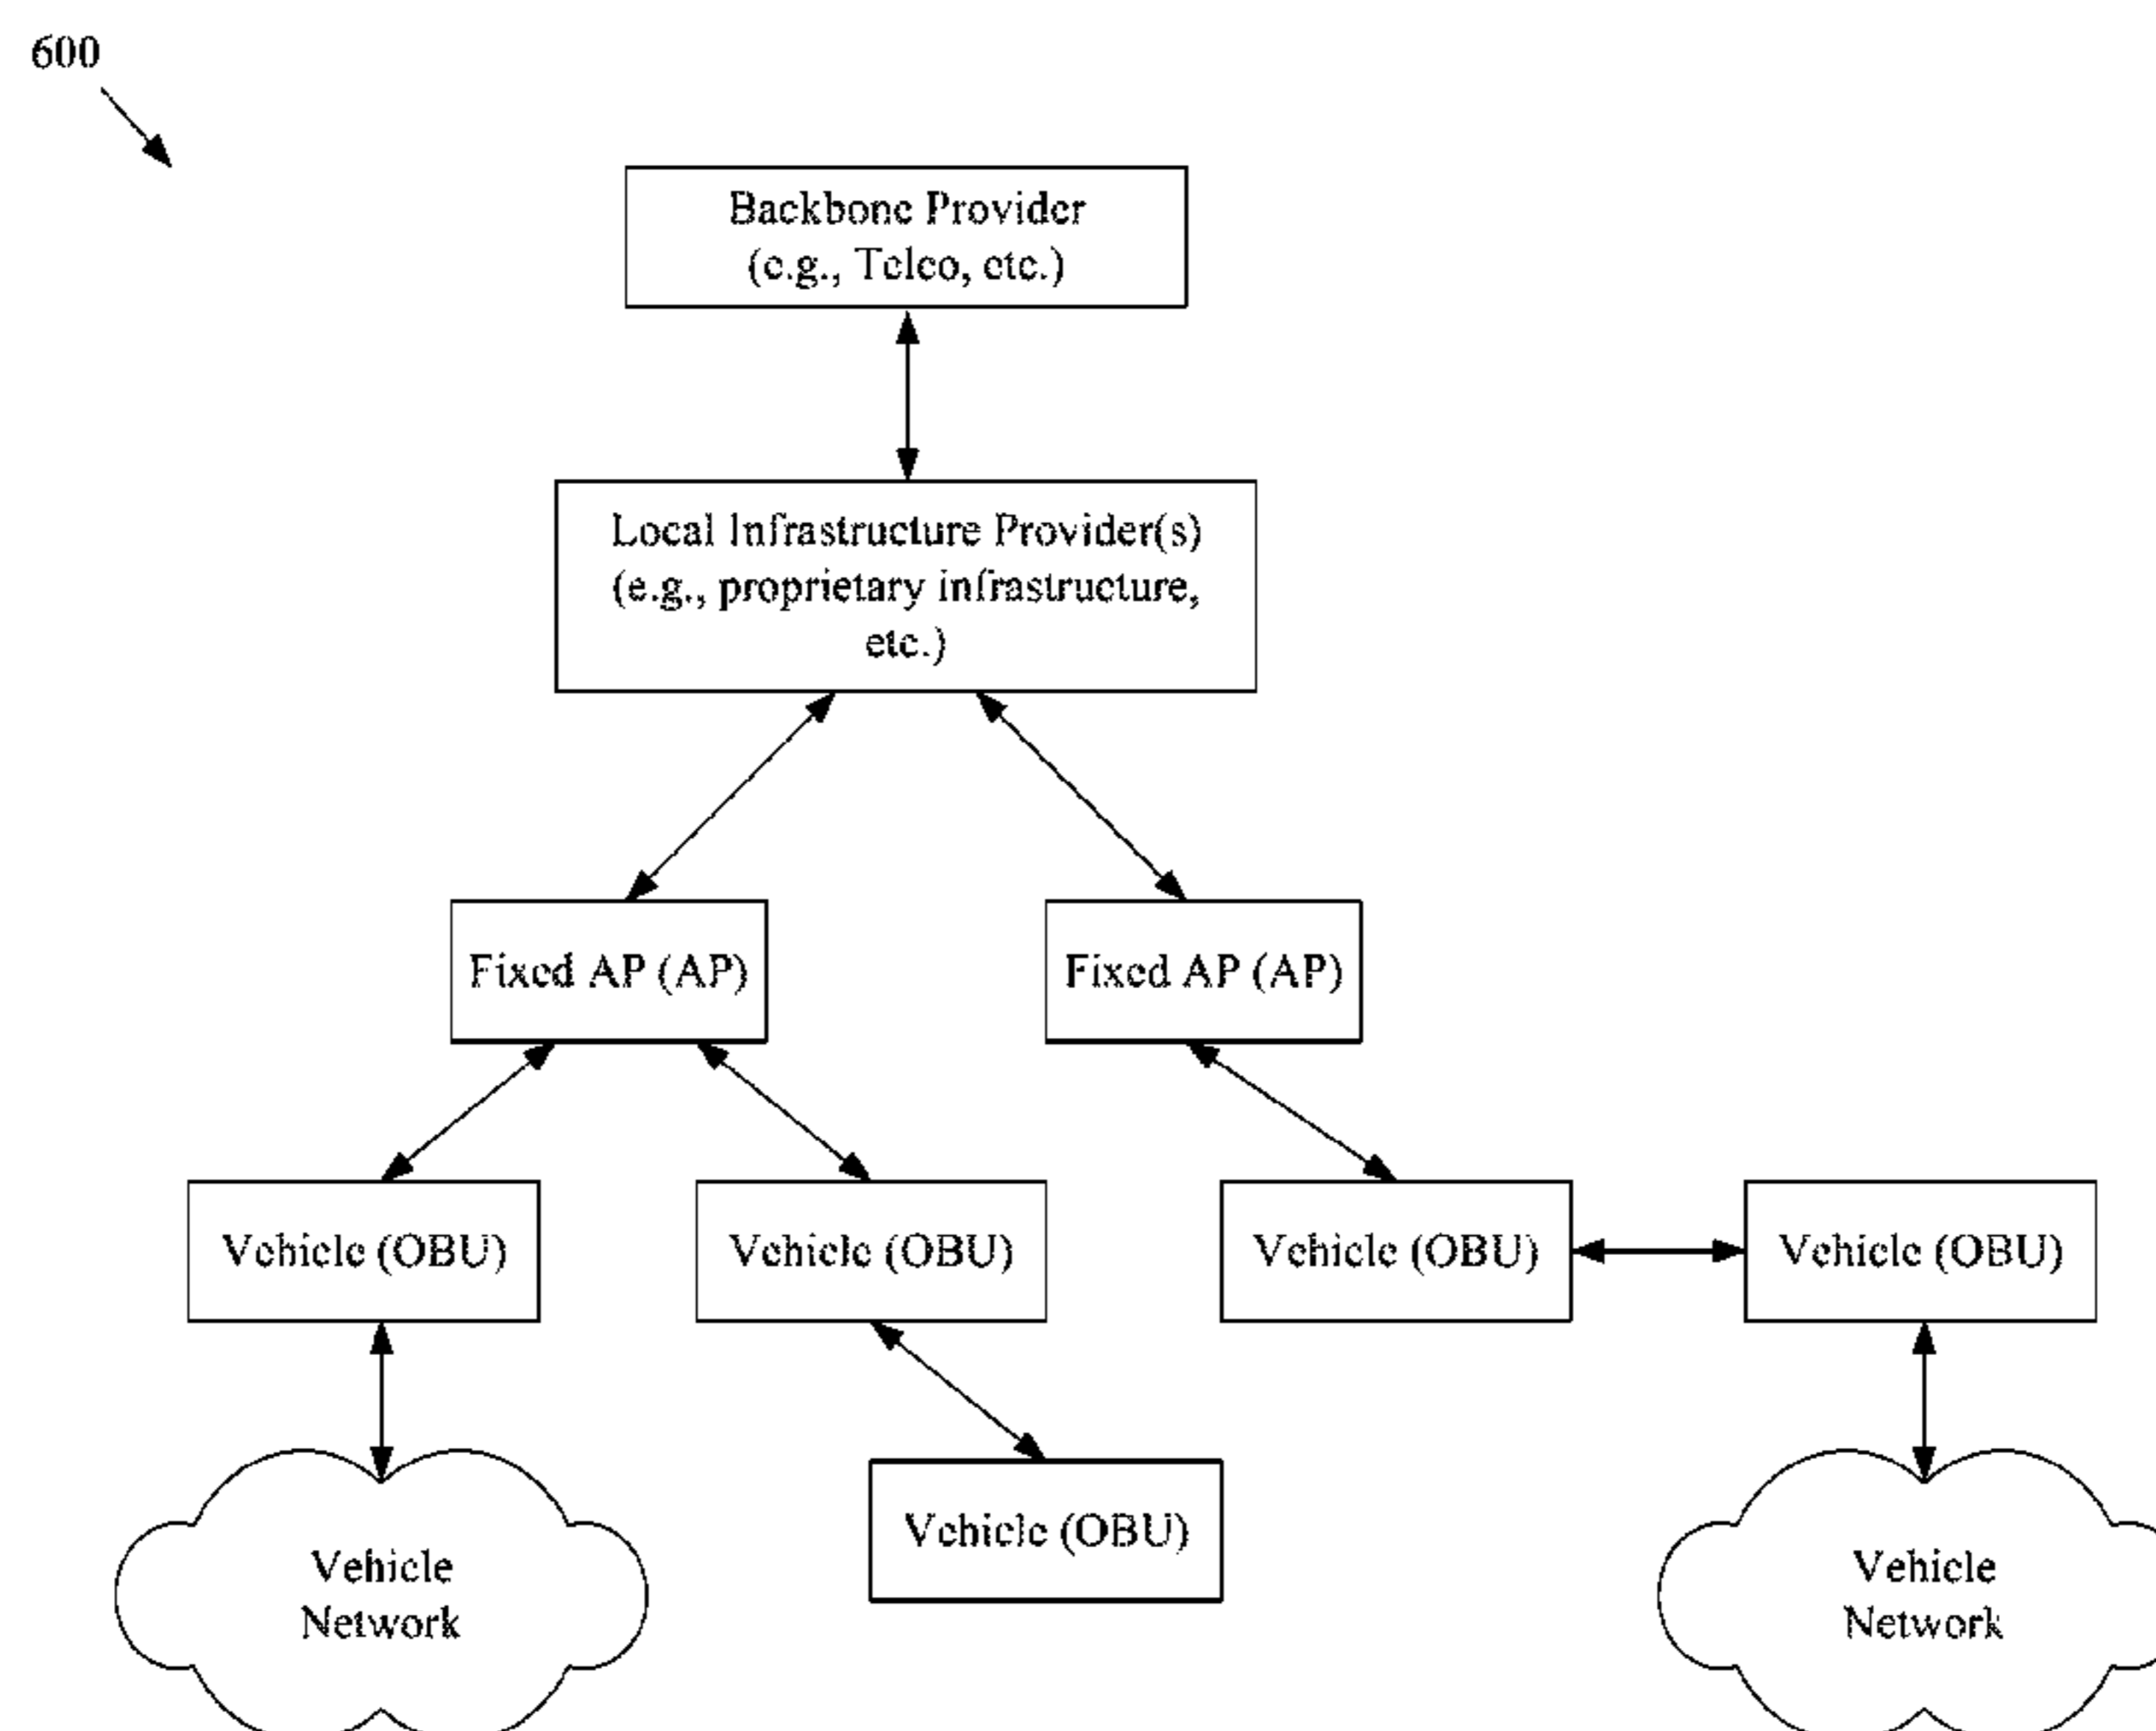 600
Backbone Provider
(e.g., Telco, etc.)
Local Infrastructure Provider(s)
(e.g., proprietary infrastructure,
etc.)
Fixed AP (AP)
Fixed AP (AP)
Vehicle (OBU)
Vehicle (OBU)
Vehicle (OBU)
Vehicle (OBU)
Vehicle (OBU)
Vehicle
Network
Vehicle
Network